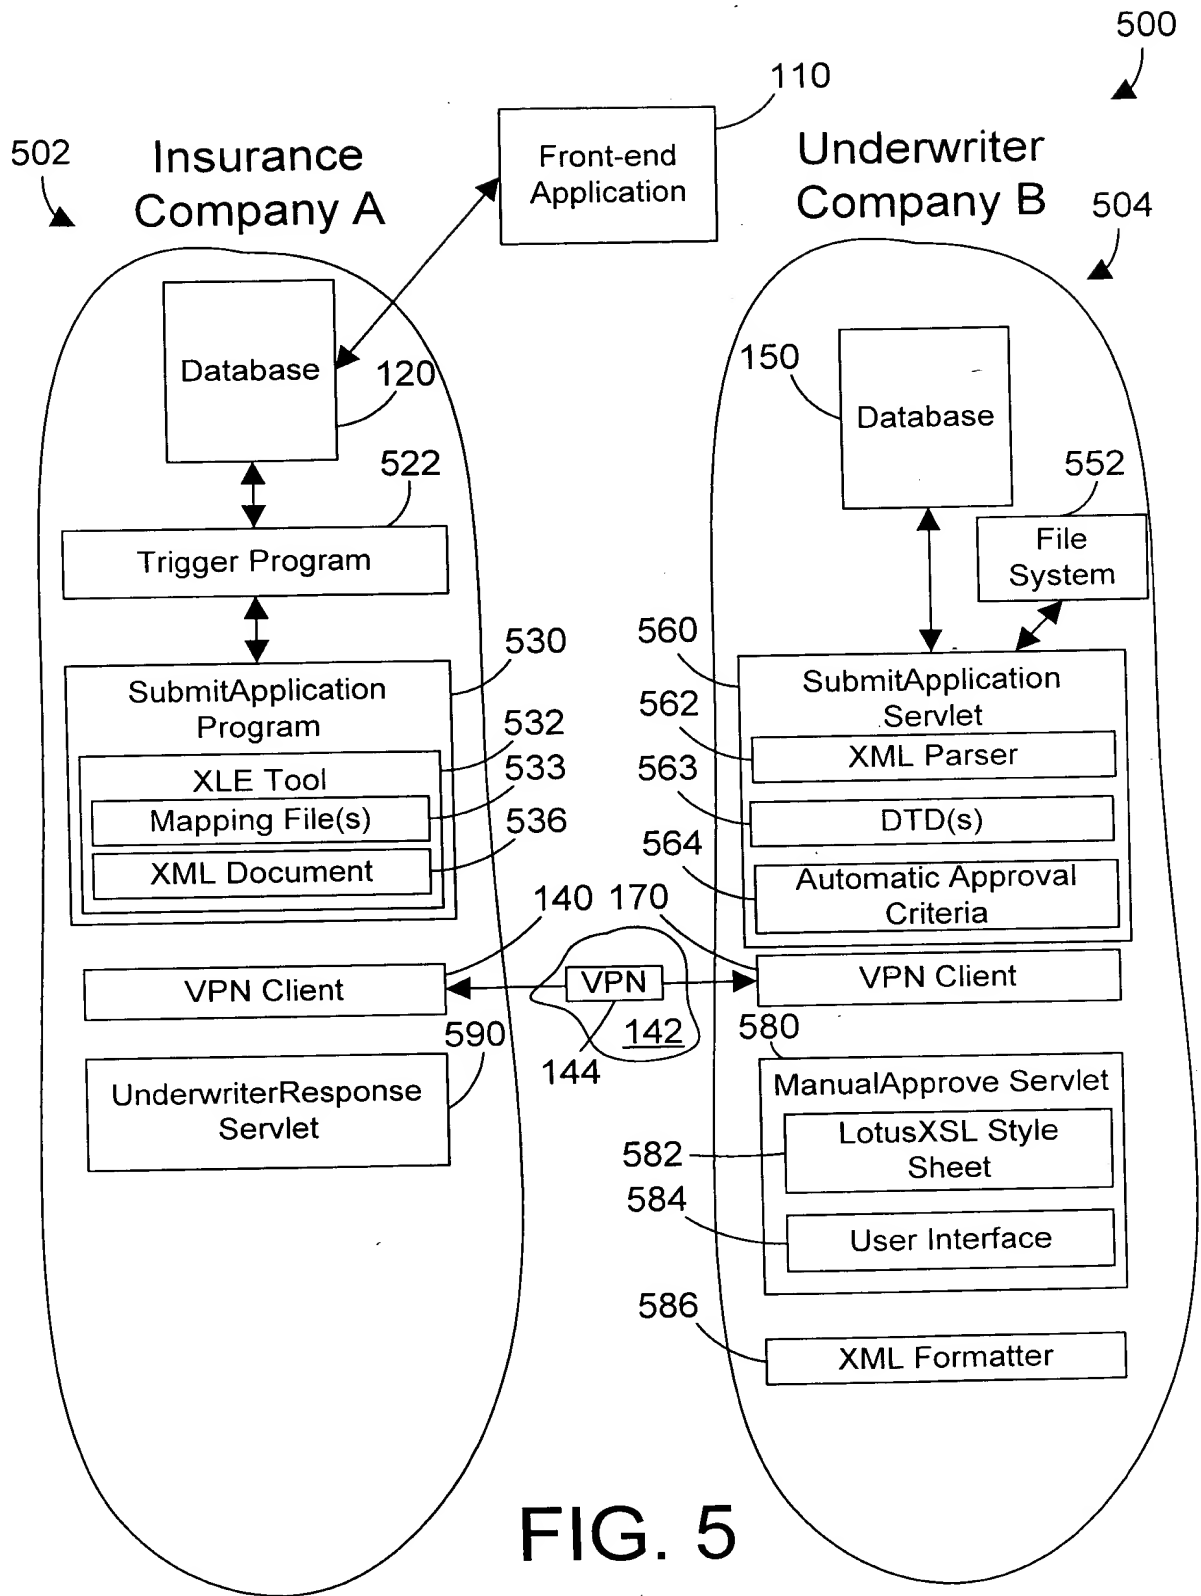 500
110
502
Insurance
Company A
Front-end
Application
Underwriter
Company B
504
Database
120
150
Database
522
552
Trigger Program
File
System
530
560
SubmitApplication
Program
SubmitApplication
Servlet
532
562
XLE Tool
XML Parser
533
563
Mapping File(s)
DTD(s)
536
564
XML Document
Automatic Approval
Criteria
140
170
VPN Client
VPN
VPN Client
142
144
590
580
UnderwriterResponse
Servlet
ManualApprove Servlet
582
LotusXSL Style
Sheet
584
User Interface
586
XML Formatter
FIG. 5